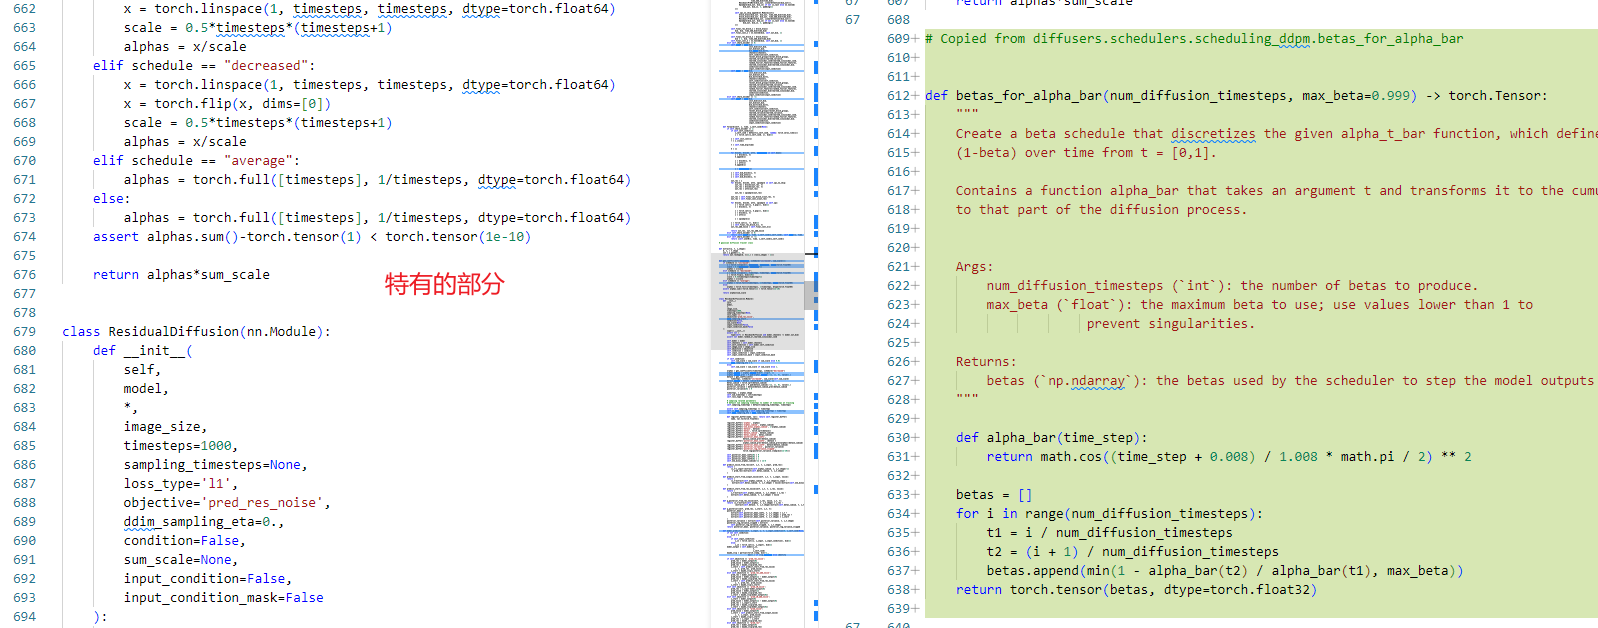 662 x = torch.linspace(1, timesteps, timesteps, dtype=torch.float64)
663 scale = 0.5*timesteps*(timesteps+1)
664 alphas = x/scale
665 elif schedule == "decreased":
666 x = torch.linspace(1, timesteps, timesteps, dtype=torch.float64)
667 x = torch.flip(x, dims=[0])
668 scale = 0.5*timesteps*(timesteps+1)
669 alphas = x/scale
670 elif schedule == "average":
671 alphas = torch.full([timesteps], 1/timesteps, dtype=torch.float64)
672 else:
673 alphas = torch.full([timesteps], 1/timesteps, dtype=torch.float64)
674 assert alphas.sum()-torch.tensor(1) < torch.tensor(1e-10)
675
676 return alphas*sum_scale
特有的部分
677
678
679 class ResidualDiffusion(nn.Module):
680 def __init__(
681 self,
682 model,
683 *,
684 image_size,
685 timesteps=1000,
686 sampling_timesteps=None,
687 loss_type='l1',
688 objective='pred_res_noise',
689 ddim_sampling_eta=0.,
690 condition=False,
691 sum_scale=None,
692 input_condition=False,
693 input_condition_mask=False
694 ):
67 607 return alphas*sum_scale
67 608
609+ # Copied from diffusers.schedulers.scheduling_ddpm.betas_for_alpha_bar
610+
611+
612+ def betas_for_alpha_bar(num_diffusion_timesteps, max_beta=0.999) -> torch.Tensor:
613+ """
614+ Create a beta schedule that discretizes the given alpha_t_bar function, which define
615+ (1-beta) over time from t = [0,1].
616+
617+ Contains a function alpha_bar that takes an argument t and transforms it to the cumu
618+ to that part of the diffusion process.
619+
620+
621+ Args:
622+ num_diffusion_timesteps (`int`): the number of betas to produce.
623+ max_beta (`float`): the maximum beta to use; use values lower than 1 to
624+ prevent singularities.
625+
626+ Returns:
627+ betas (`np.ndarray`): the betas used by the scheduler to step the model outputs
628+ """
629+
630+ def alpha_bar(time_step):
631+ return math.cos((time_step + 0.008) / 1.008 * math.pi / 2) ** 2
632+
633+ betas = []
634+ for i in range(num_diffusion_timesteps):
635+ t1 = i / num_diffusion_timesteps
636+ t2 = (i + 1) / num_diffusion_timesteps
637+ betas.append(min(1 - alpha_bar(t2) / alpha_bar(t1), max_beta))
638+ return torch.tensor(betas, dtype=torch.float32)
639+
67 640